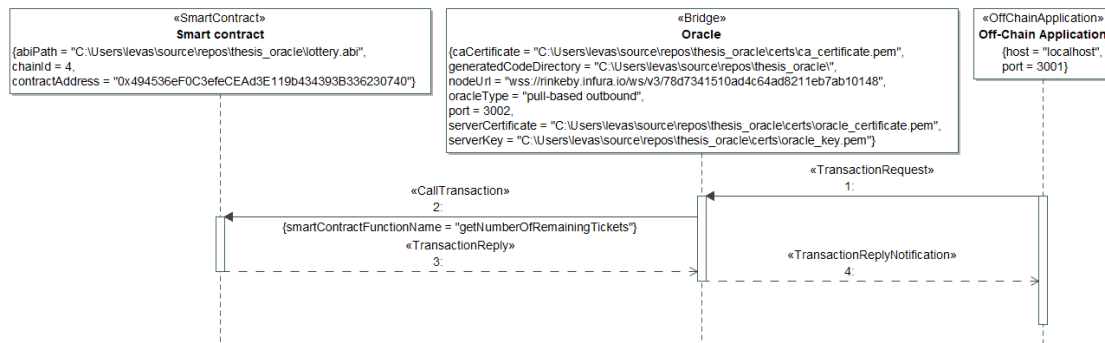 «SmartContract»
Smart contract
{abiPath = "C:\Users\levas\source\repos\thesis_oracle\lottery.abi",
chainId = 4,
contractAddress = "0x494536eF0C3efeCEAd3E119b434393B336230740"}
«Bridge»
Oracle
{caCertificate = "C:\Users\levas\source\repos\thesis_oracle\certs\ca_certificate.pem",
generatedCodeDirectory = "C:\Users\levas\source\repos\thesis_oracle\",
nodeUrl = "wss://rinkeby.infura.io/ws/v3/78d7341510ad4c64ad8211eb7ab10148",
oracleType = "pull-based outbound",
port = 3002,
serverCertificate = "C:\Users\levas\source\repos\thesis_oracle\certs\oracle_certificate.pem",
serverKey = "C:\Users\levas\source\repos\thesis_oracle\certs\oracle_key.pem"}
«OffChainApplication»
Off-Chain Application
{host = "localhost",
port = 3001}
«TransactionRequest»
1:
«CallTransaction»
2:
{smartContractFunctionName = "getNumberOfRemainingTickets"}
«TransactionReply»
3:
«TransactionReplyNotification»
4: